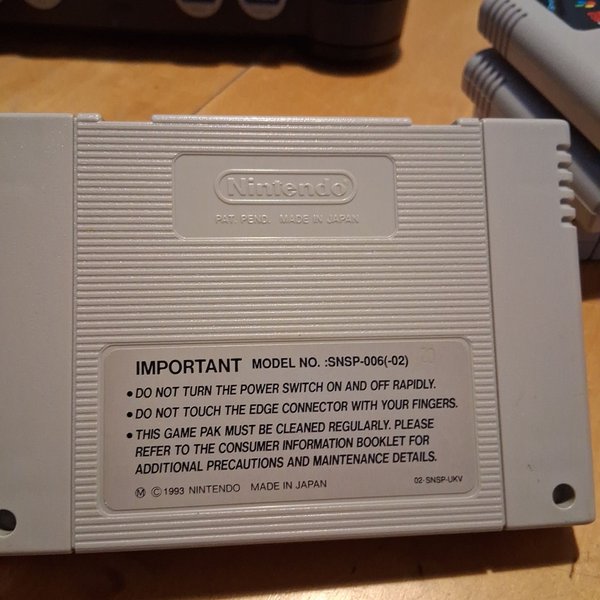 Nintendo
PAT. PEND. MADE IN JAPAN
IMPORTANT MODEL NO. :SNSP-006(-02)
• DO NOT TURN THE POWER SWITCH ON AND OFF RAPIDLY.
• DO NOT TOUCH THE EDGE CONNECTOR WITH YOUR FINGERS.
• THIS GAME PAK MUST BE CLEANED REGULARLY. PLEASE
REFER TO THE CONSUMER INFORMATION BOOKLET FOR
ADDITIONAL PRECAUTIONS AND MAINTENANCE DETAILS.
Ⓜ © 1993 NINTENDO MADE IN JAPAN
02-SNSP-UKV